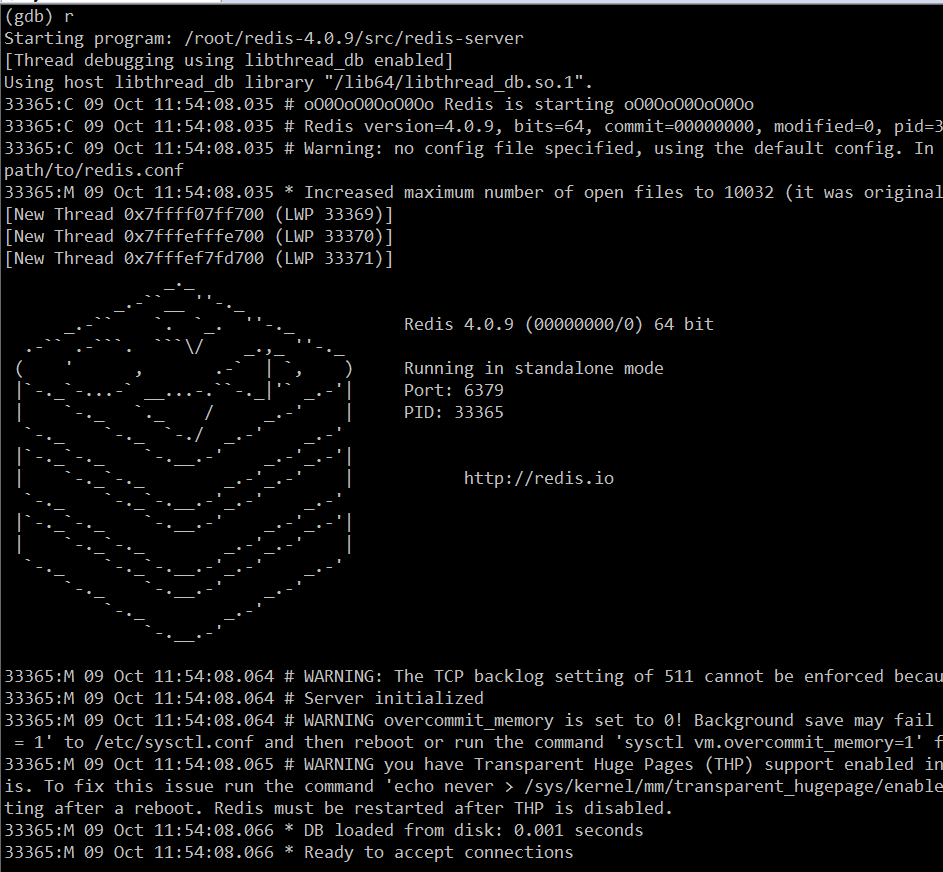 (gdb) r
Starting program: /root/redis-4.0.9/src/redis-server
[Thread debugging using libthread_db enabled]
Using host libthread_db library "/lib64/libthread_db.so.1".
33365:C 09 Oct 11:54:08.035 # oO0OoO0OoO0Oo Redis is starting oO0OoO0OoO0Oo
33365:C 09 Oct 11:54:08.035 # Redis version=4.0.9, bits=64, commit=00000000, modified=0, pid=3
33365:C 09 Oct 11:54:08.035 # Warning: no config file specified, using the default config. In
path/to/redis.conf
33365:M 09 Oct 11:54:08.035 * Increased maximum number of open files to 10032 (it was original
[New Thread 0x7ffff07ff700 (LWP 33369)]
[New Thread 0x7fffefffe700 (LWP 33370)]
[New Thread 0x7fffef7fd700 (LWP 33371)]
Redis 4.0.9 (00000000/0) 64 bit
Running in standalone mode
Port: 6379
PID: 33365
http://redis.io
33365:M 09 Oct 11:54:08.064 # WARNING: The TCP backlog setting of 511 cannot be enforced becau
33365:M 09 Oct 11:54:08.064 # Server initialized
33365:M 09 Oct 11:54:08.064 # WARNING overcommit_memory is set to 0! Background save may fail
= 1' to /etc/sysctl.conf and then reboot or run the command 'sysctl vm.overcommit_memory=1' f
33365:M 09 Oct 11:54:08.065 # WARNING you have Transparent Huge Pages (THP) support enabled in
is. To fix this issue run the command 'echo never > /sys/kernel/mm/transparent_hugepage/enable
ting after a reboot. Redis must be restarted after THP is disabled.
33365:M 09 Oct 11:54:08.066 * DB loaded from disk: 0.001 seconds
33365:M 09 Oct 11:54:08.066 * Ready to accept connections